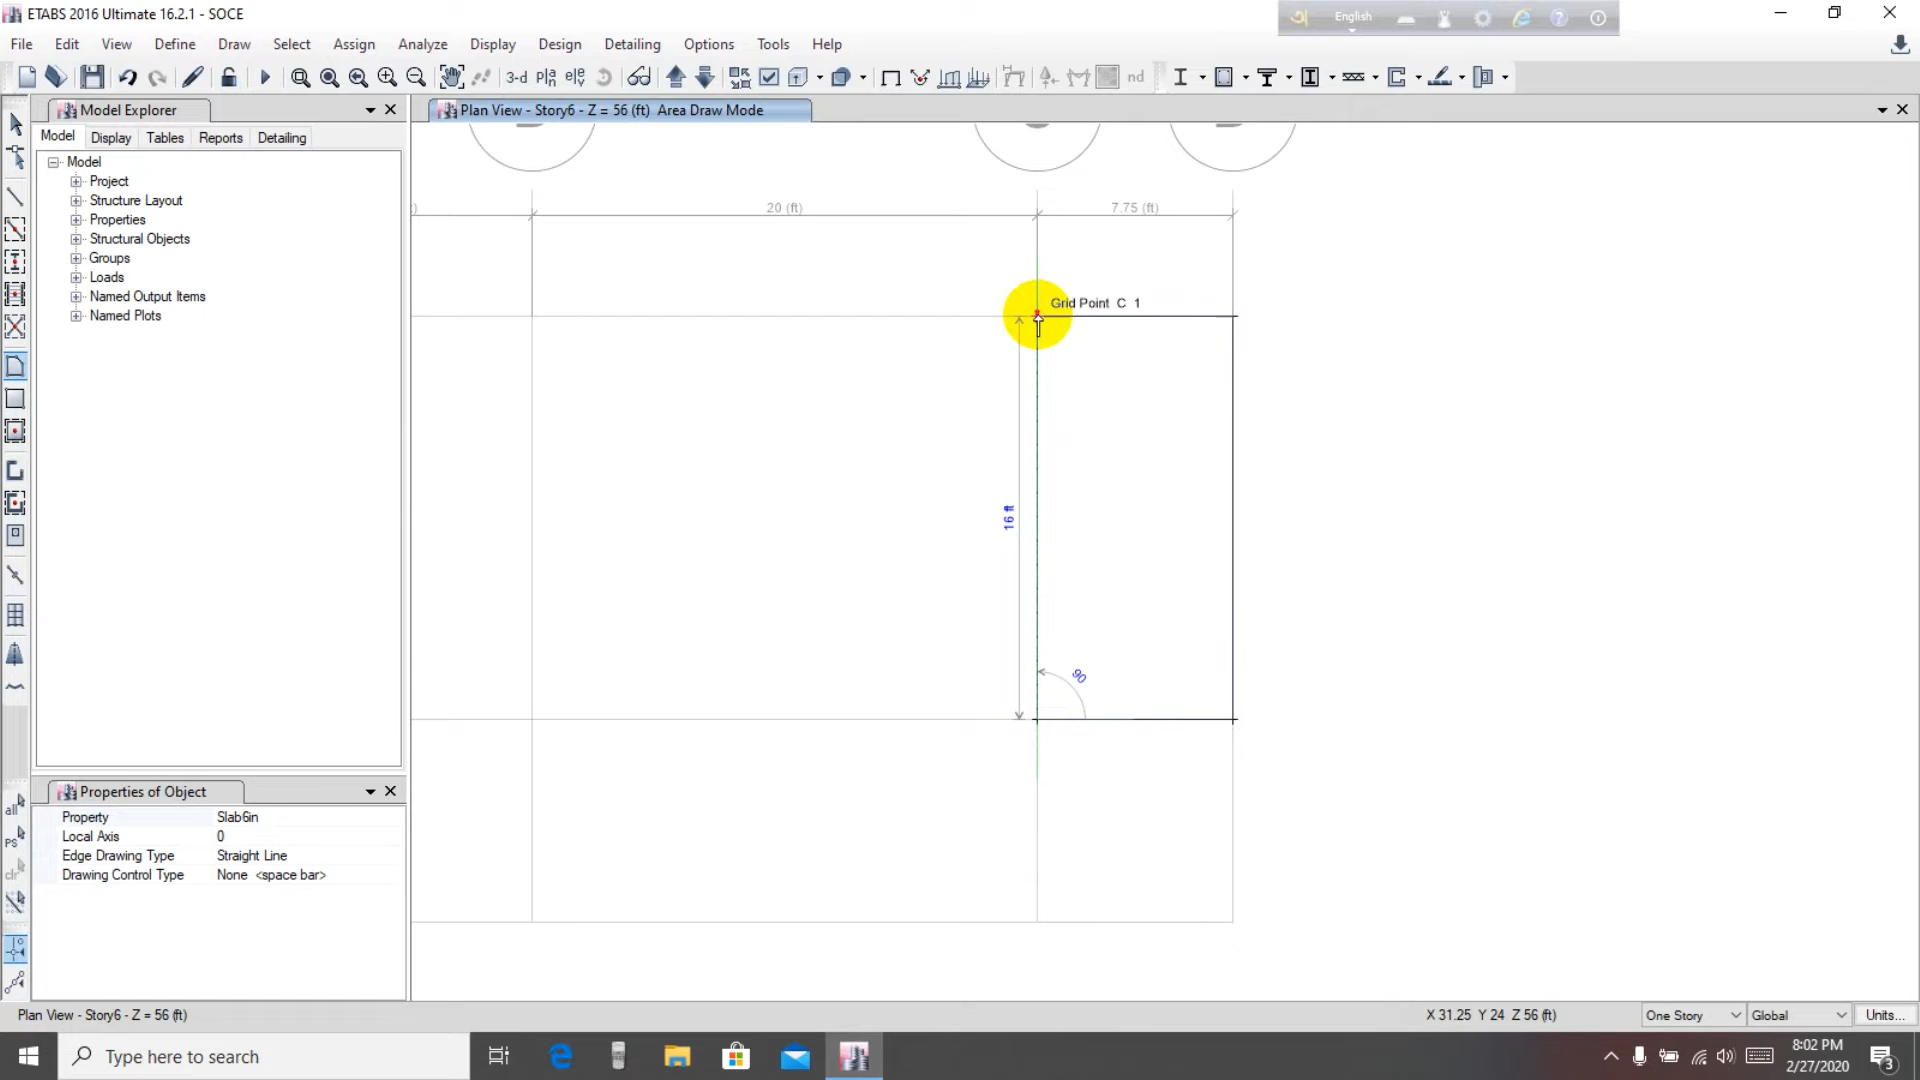 ETABS 2016 Ultimate 16.2.1 - SOCE
English
File Edit View Define Draw Select Assign Analyze Display Design Detailing Options Tools Help
3-d
nd
Model Explorer
Plan View - Story6 - Z = 56 (ft) Area Draw Mode
Model Display Tables Reports Detailing
Model
Project
Structure Layout
Properties
Structural Objects
Groups
Loads
Named Output Items
Named Plots
20 (ft)
7.75 (ft)
Grid Point C 1
16 ft
90
Properties of Object
Property Slab6in
Local Axis 0
Edge Drawing Type Straight Line
Drawing Control Type None <space bar>
all
PS
clr
Plan View - Story6 - Z = 56 (ft)
X 31.25 Y 24 Z 56 (ft)
One Story
Global
Units...
Type here to search
8:02 PM
2/27/2020
3